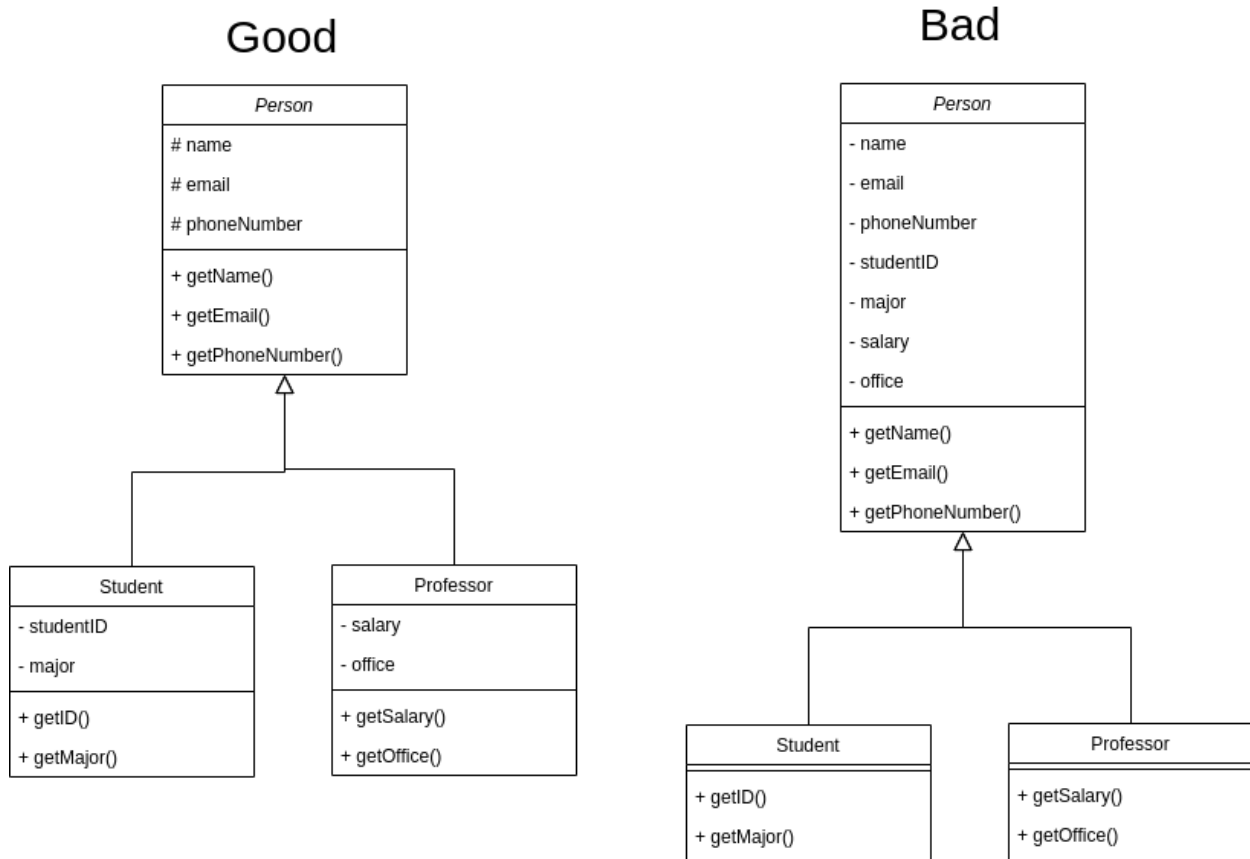 Good
Person
# name
# email
# phoneNumber
+ getName()
+ getEmail()
+ getPhoneNumber()
Student
- studentID
- major
+ getID()
+ getMajor()
Professor
- salary
- office
+ getSalary()
+ getOffice()
Bad
Person
- name
- email
- phoneNumber
- studentID
- major
- salary
- office
+ getName()
+ getEmail()
+ getPhoneNumber()
Student
+ getID()
+ getMajor()
Professor
+ getSalary()
+ getOffice()